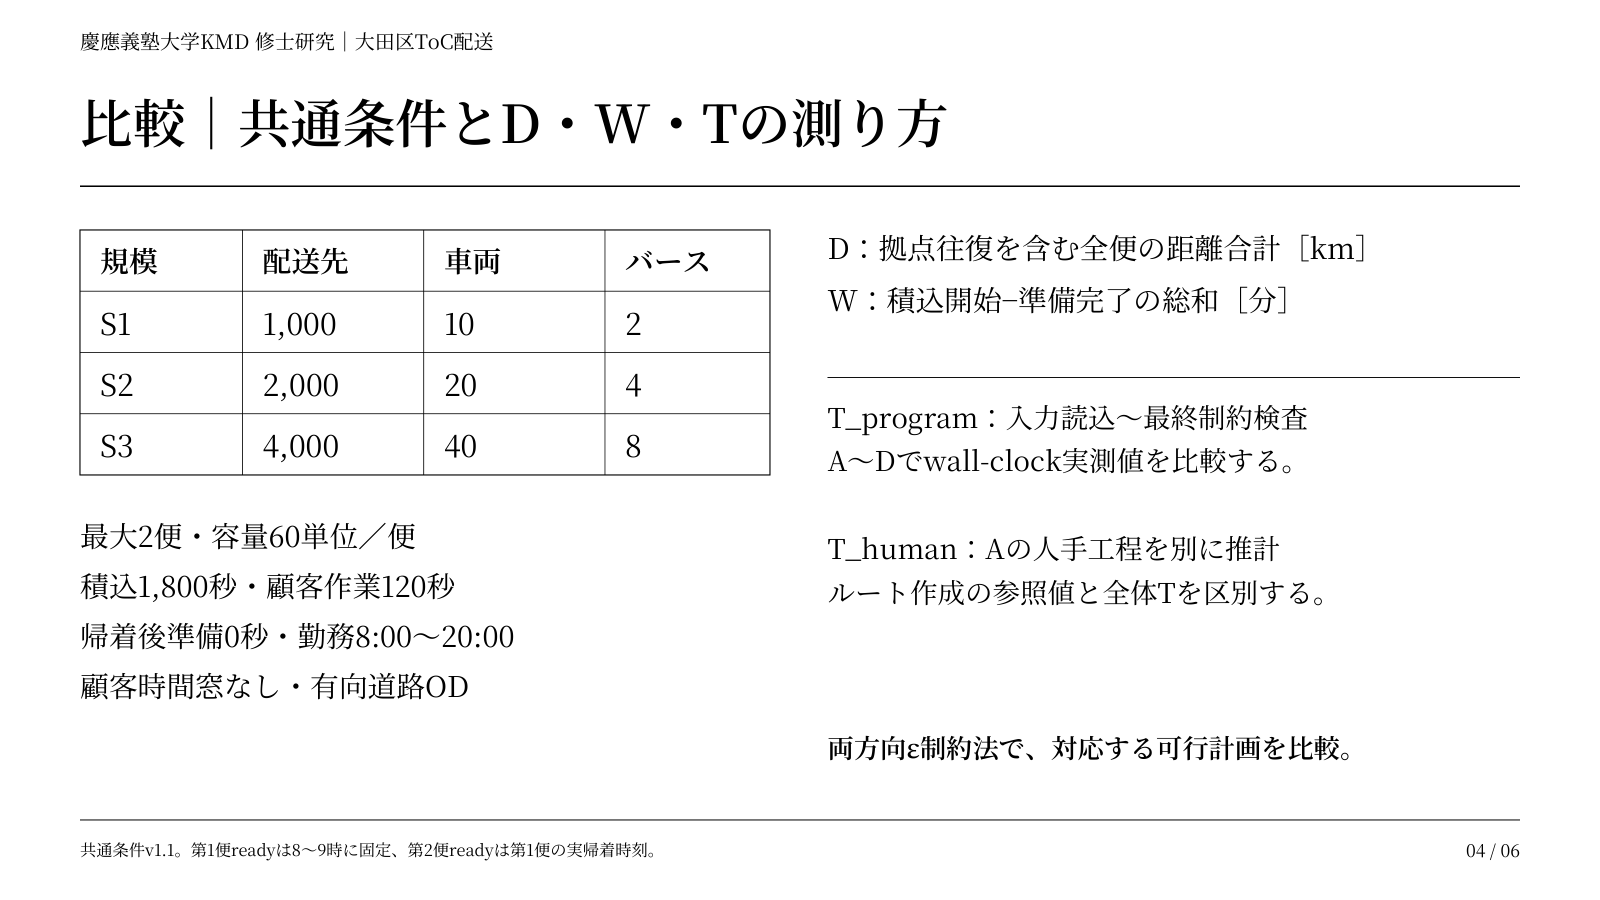 慶應義塾大学KMD 修士研究｜大田区ToC配送
比較｜共通条件とD・W・Tの測り方
規模 配送先 車両 バース
S1 1,000 10 2
S2 2,000 20 4
S3 4,000 40 8
最大2便・容量60単位／便
積込1,800秒・顧客作業120秒
帰着後準備0秒・勤務8:00〜20:00
顧客時間窓なし・有向道路OD
D：拠点往復を含む全便の距離合計［km］
W：積込開始−準備完了の総和［分］
T_program：入力読込〜最終制約検査
A〜Dでwall-clock実測値を比較する。
T_human：Aの人手工程を別に推計
ルート作成の参照値と全体Tを区別する。
両方向ε制約法で、対応する可行計画を比較。
共通条件v1.1。第1便readyは8〜9時に固定、第2便readyは第1便の実帰着時刻。
04 / 06